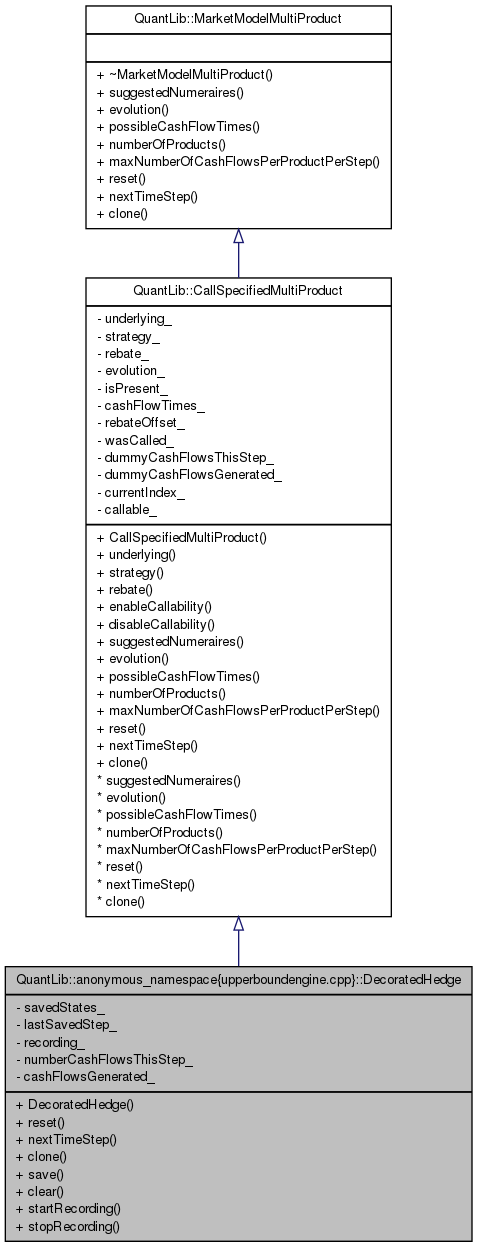 QuantLib::MarketModelMultiProduct
+ ~MarketModelMultiProduct()
+ suggestedNumeraires()
+ evolution()
+ possibleCashFlowTimes()
+ numberOfProducts()
+ maxNumberOfCashFlowsPerProductPerStep()
+ reset()
+ nextTimeStep()
+ clone()
QuantLib::CallSpecifiedMultiProduct
- underlying_
- strategy_
- rebate_
- evolution_
- isPresent_
- cashFlowTimes_
- rebateOffset_
- wasCalled_
- dummyCashFlowsThisStep_
- dummyCashFlowsGenerated_
- currentIndex_
- callable_
+ CallSpecifiedMultiProduct()
+ underlying()
+ strategy()
+ rebate()
+ enableCallability()
+ disableCallability()
+ suggestedNumeraires()
+ evolution()
+ possibleCashFlowTimes()
+ numberOfProducts()
+ maxNumberOfCashFlowsPerProductPerStep()
+ reset()
+ nextTimeStep()
+ clone()
* suggestedNumeraires()
* evolution()
* possibleCashFlowTimes()
* numberOfProducts()
* maxNumberOfCashFlowsPerProductPerStep()
* reset()
* nextTimeStep()
* clone()
QuantLib::anonymous_namespace{upperboundengine.cpp}::DecoratedHedge
- savedStates_
- lastSavedStep_
- recording_
- numberCashFlowsThisStep_
- cashFlowsGenerated_
+ DecoratedHedge()
+ reset()
+ nextTimeStep()
+ clone()
+ save()
+ clear()
+ startRecording()
+ stopRecording()